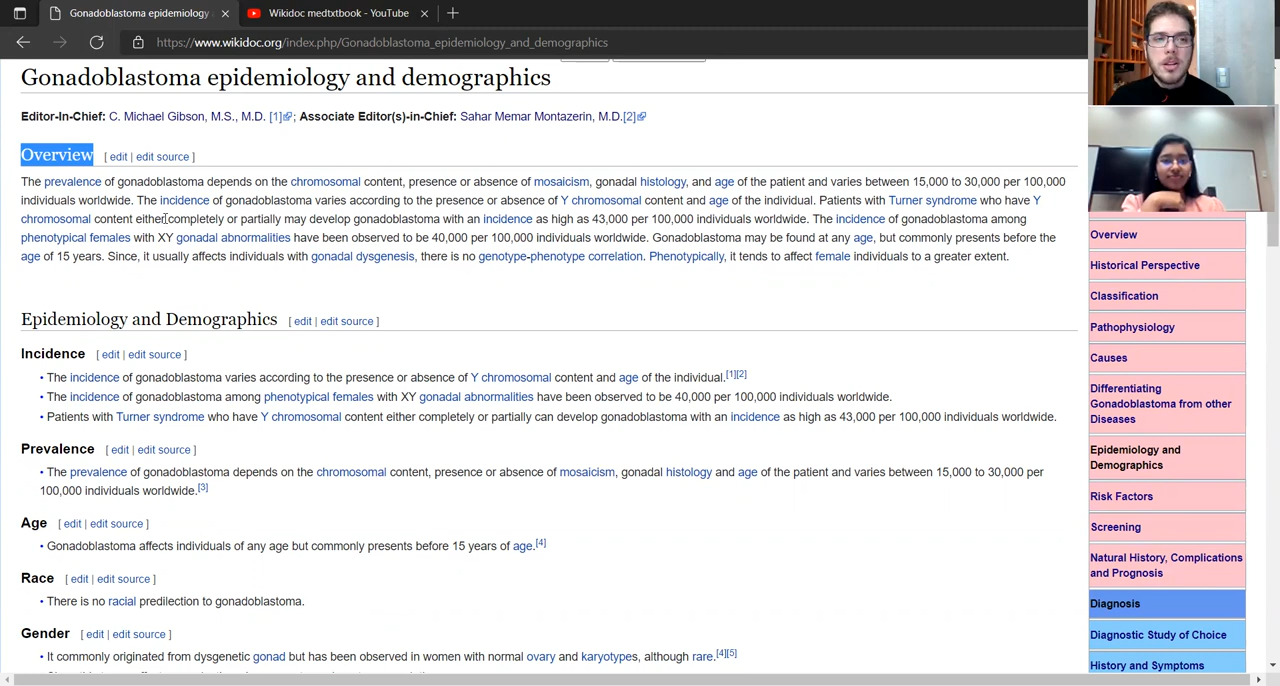 Gonadoblastoma epidemiology
Wikidoc medtxtbook - YouTube
https://www.wikidoc.org/index.php/Gonadoblastoma_epidemiology_and_demographics
Gonadoblastoma epidemiology and demographics
Editor-In-Chief: C. Michael Gibson, M.S., M.D. [1]; Associate Editor(s)-in-Chief: Sahar Memar Montazerin, M.D.[2]
Overview [ edit | edit source ]
The prevalence of gonadoblastoma depends on the chromosomal content, presence or absence of mosaicism, gonadal histology, and age of the patient and varies between 15,000 to 30,000 per 100,000
individuals worldwide. The incidence of gonadoblastoma varies according to the presence or absence of Y chromosomal content and age of the individual. Patients with Turner syndrome who have Y
chromosomal content either completely or partially may develop gonadoblastoma with an incidence as high as 43,000 per 100,000 individuals worldwide. The incidence of gonadoblastoma among
phenotypical females with XY gonadal abnormalities have been observed to be 40,000 per 100,000 individuals worldwide. Gonadoblastoma may be found at any age, but commonly presents before the
age of 15 years. Since, it usually affects individuals with gonadal dysgenesis, there is no genotype-phenotype correlation. Phenotypically, it tends to affect female individuals to a greater extent.
Epidemiology and Demographics [ edit | edit source ]
Incidence [ edit | edit source ]
• The incidence of gonadoblastoma varies according to the presence or absence of Y chromosomal content and age of the individual.[1][2]
• The incidence of gonadoblastoma among phenotypical females with XY gonadal abnormalities have been observed to be 40,000 per 100,000 individuals worldwide.
• Patients with Turner syndrome who have Y chromosomal content either completely or partially can develop gonadoblastoma with an incidence as high as 43,000 per 100,000 individuals worldwide.
Prevalence [ edit | edit source ]
• The prevalence of gonadoblastoma depends on the chromosomal content, presence or absence of mosaicism, gonadal histology and age of the patient and varies between 15,000 to 30,000 per
100,000 individuals worldwide.[3]
Age [ edit | edit source ]
• Gonadoblastoma affects individuals of any age but commonly presents before 15 years of age.[4]
Race [ edit | edit source ]
• There is no racial predilection to gonadoblastoma.
Gender [ edit | edit source ]
• It commonly originated from dysgenetic gonad but has been observed in women with normal ovary and karyotypes, although rare.[4][5]
Overview
Historical Perspective
Classification
Pathophysiology
Causes
Differentiating
Gonadoblastoma from other
Diseases
Epidemiology and
Demographics
Risk Factors
Screening
Natural History, Complications
and Prognosis
Diagnosis
Diagnostic Study of Choice
History and Symptoms